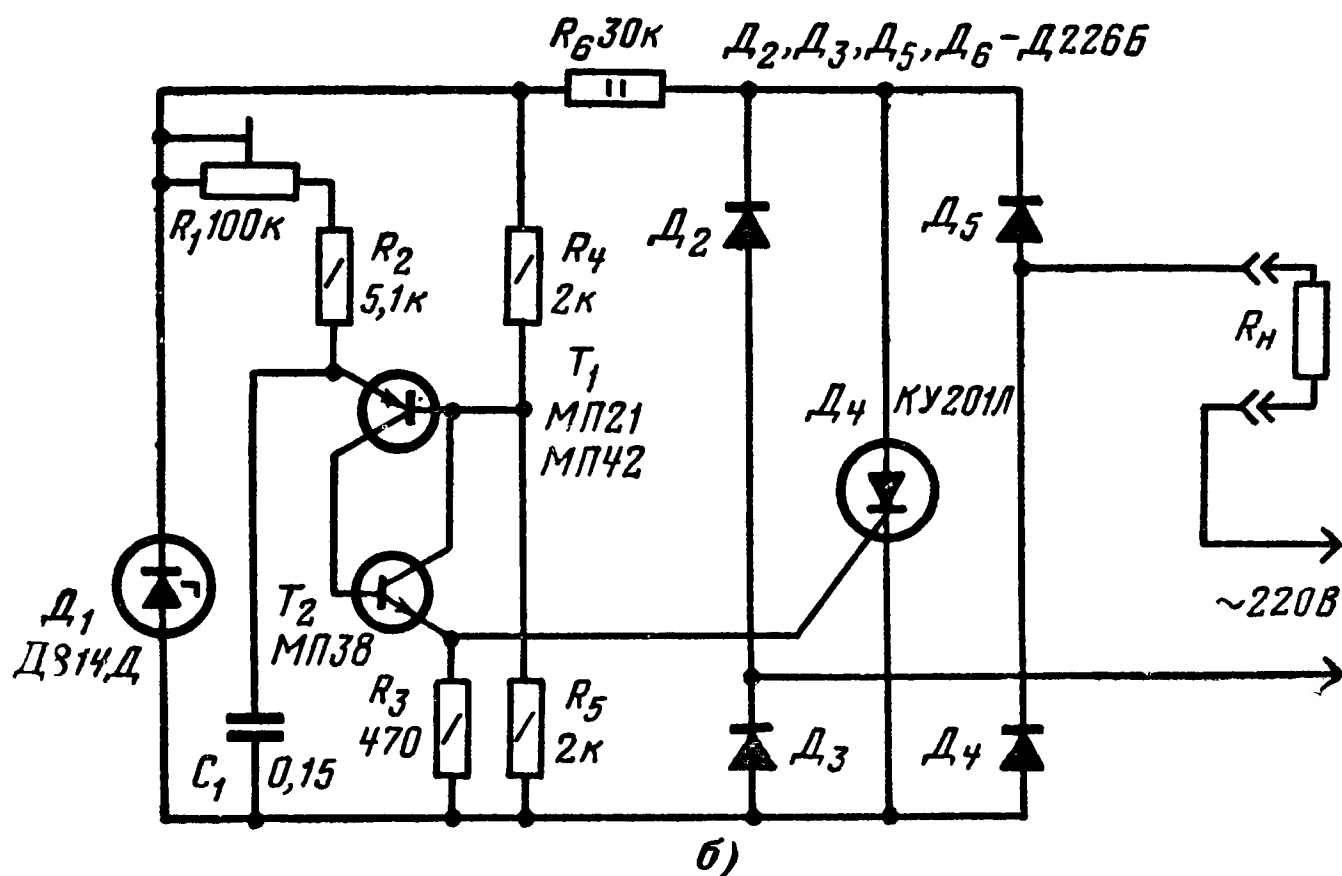 R₆ 30к
Д₂, Д₃, Д₅, Д₆ – Д226Б
R₁ 100к
R₂
5,1к
R₄
2к
Д₂
Д₅
Rн
T₁
МП21
МП42
Д₄ КУ201Л
Д₁
Д814Д
T₂
МП38
~220В
R₃
470
R₅
2к
C₁ 0,15
Д₃
Д₄
б)